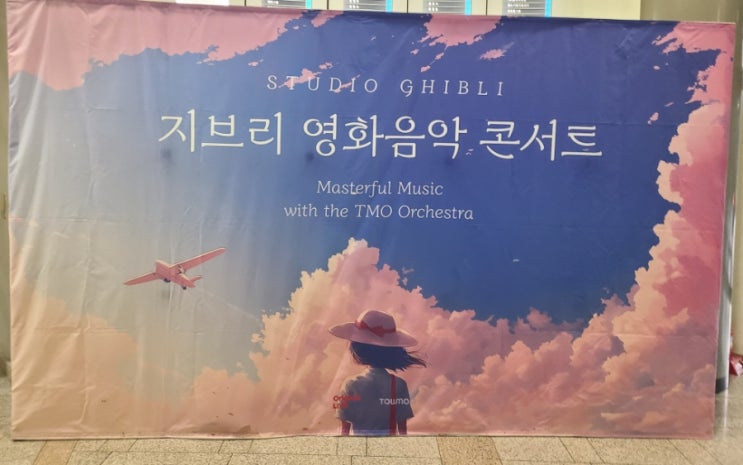 STUDIO GHIBLI
지브리 영화음악 콘서트
Masterful Music
with the TMO Orchestra